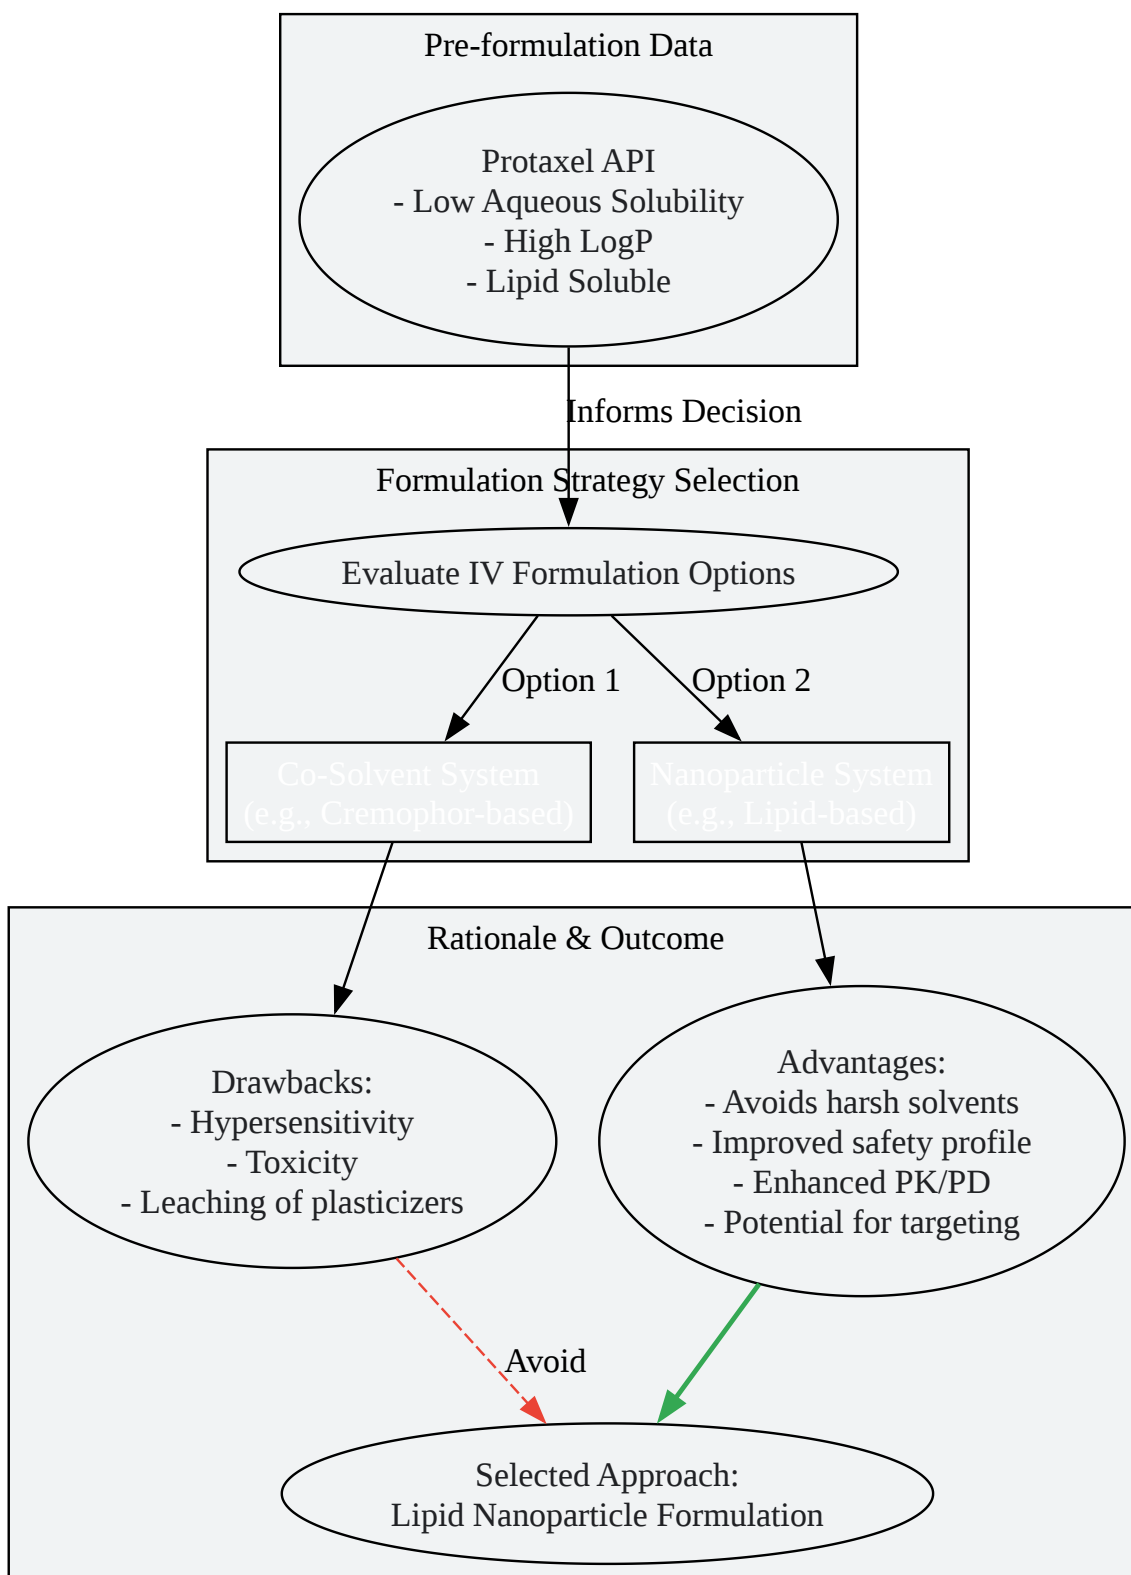 Pre-formulation Data
Protaxel API
- Low Aqueous Solubility
- High LogP
- Lipid Soluble
Informs Decision
Formulation Strategy Selection
Evaluate IV Formulation Options
Option 1
Option 2
Co-Solvent System
(e.g., Cremophor-based)
Nanoparticle System
(e.g., Lipid-based)
Rationale & Outcome
Drawbacks:
- Hypersensitivity
- Toxicity
- Leaching of plasticizers
Advantages:
- Avoids harsh solvents
- Improved safety profile
- Enhanced PK/PD
- Potential for targeting
Avoid
Selected Approach:
Lipid Nanoparticle Formulation